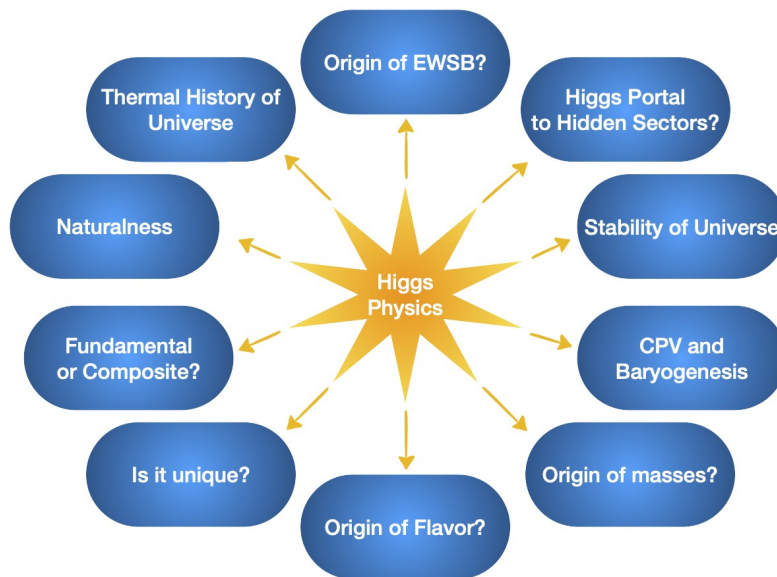 Origin of EWSB?
Higgs Portal
to Hidden Sectors?
Stability of Universe
CPV and
Baryogenesis
Origin of masses?
Origin of Flavor?
Is it unique?
Fundamental
or Composite?
Naturalness
Thermal History of
Universe
Higgs
Physics